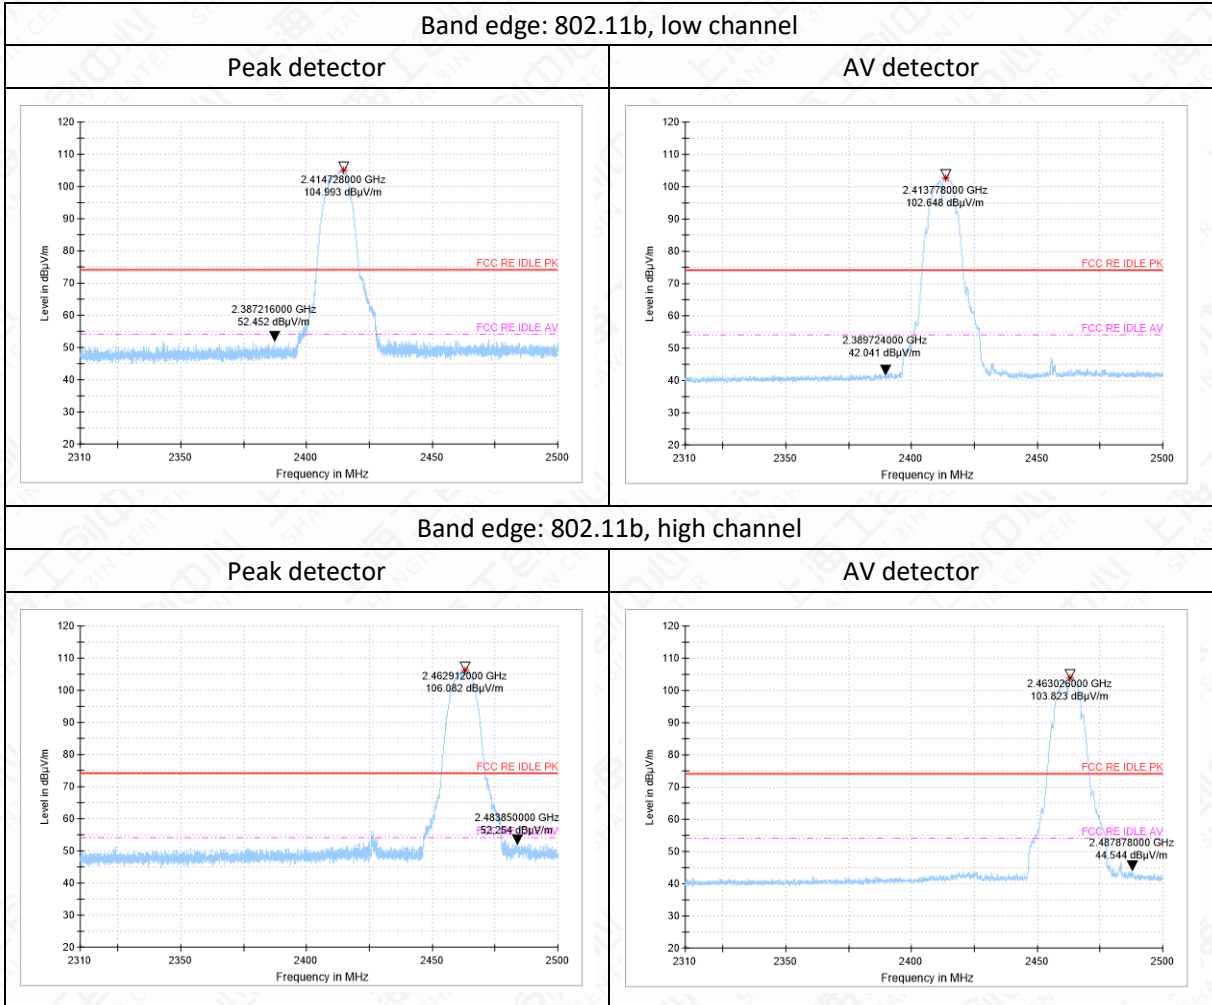 Band edge: 802.11b, low channel
Peak detector
AV detector
120
110
100
90
80
70
60
50
40
30
20
Level in dBµV/m
2.414728000 GHz
104.993 dBµV/m
FCC RE IDLE PK
2.387216000 GHz
52.452 dBµV/m
FCC RE IDLE AV
2310
2350
2400
2450
2500
Frequency in MHz
120
110
100
90
80
70
60
50
40
30
20
Level in dBµV/m
2.413778000 GHz
102.648 dBµV/m
FCC RE IDLE PK
2.389724000 GHz
42.041 dBµV/m
FCC RE IDLE AV
2310
2350
2400
2450
2500
Frequency in MHz
Band edge: 802.11b, high channel
Peak detector
AV detector
120
110
100
90
80
70
60
50
40
30
20
Level in dBµV/m
2.462912000 GHz
106.082 dBµV/m
FCC RE IDLE PK
2.483850000 GHz
52.254 dBµV/m
2310
2350
2400
2450
2500
Frequency in MHz
120
110
100
90
80
70
60
50
40
30
20
Level in dBµV/m
2.463026000 GHz
103.823 dBµV/m
FCC RE IDLE PK
FCC RE IDLE AV
2.487878000 GHz
44.544 dBµV/m
2310
2350
2400
2450
2500
Frequency in MHz